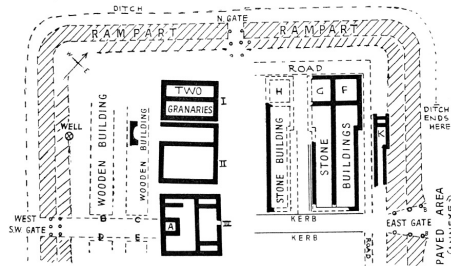 DITCH
N. GATE
RAMPART
RAMPART
ROAD
TWO
GRANARIES
I
H
G
F
DITCH
ENDS
HERE
WELL
WOODEN BUILDING
WOODEN BUILDING
II
STONE BUILDING
STONE
BUILDINGS
K
WEST
S.W. GATE
B
C
D
E
A
III
KERB
KERB
EAST GATE
ROAD
PAVED AREA